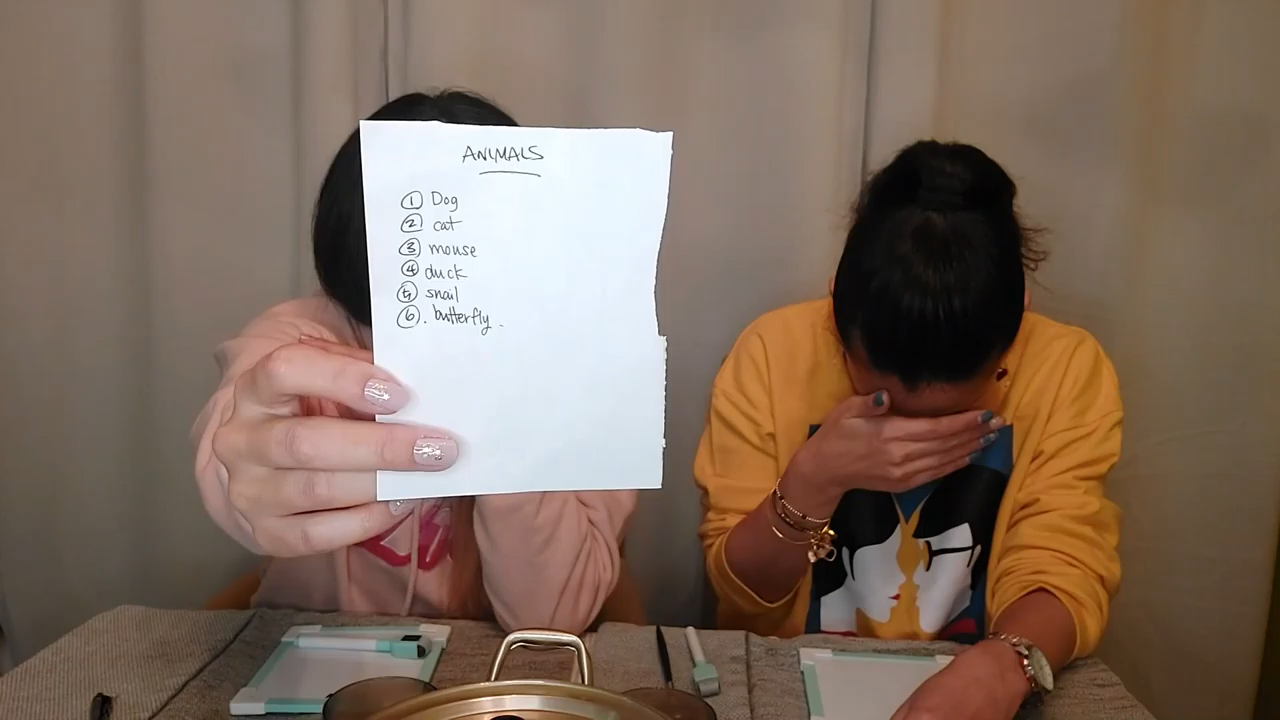 ANIMALS
① Dog
② cat
③ mouse
④ duck
⑤ snail
⑥. butterfly.